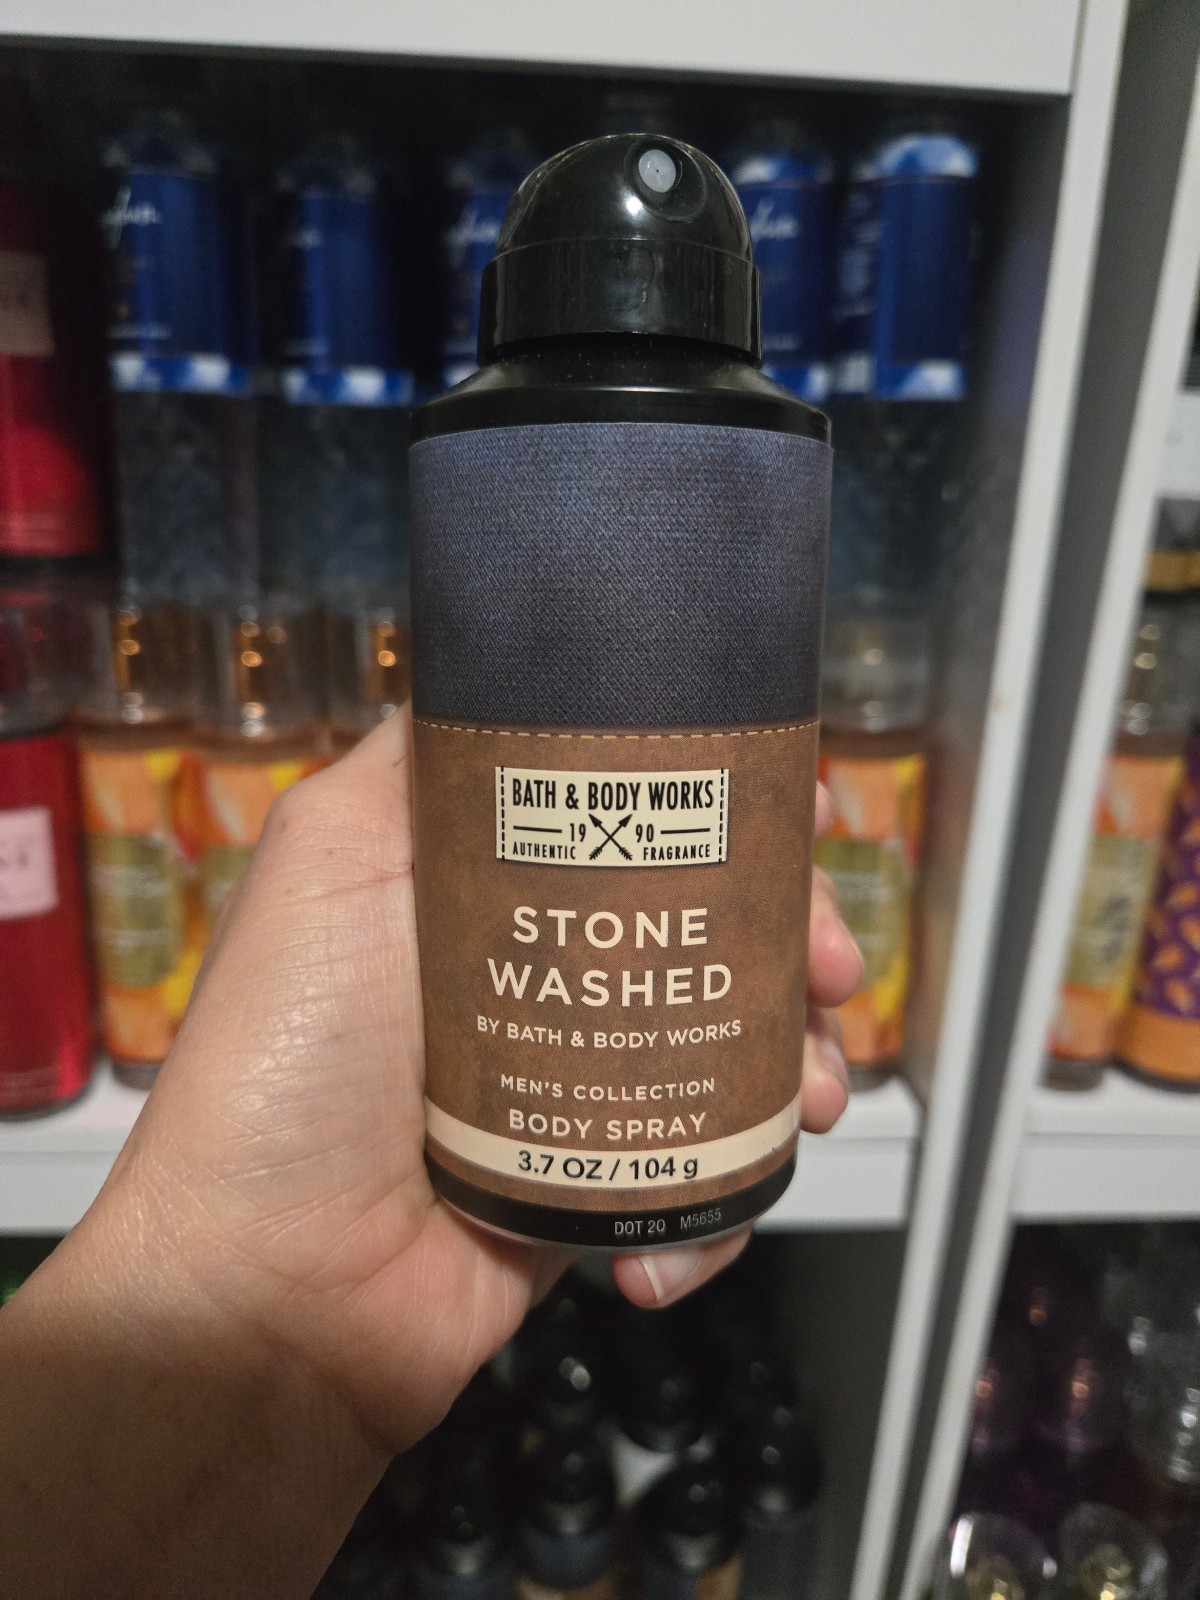 BATH & BODY WORKS
19 90
AUTHENTIC FRAGRANCE
STONE
WASHED
BY BATH & BODY WORKS
MEN'S COLLECTION
BODY SPRAY
3.7 OZ / 104 g
DOT 2Q M5655